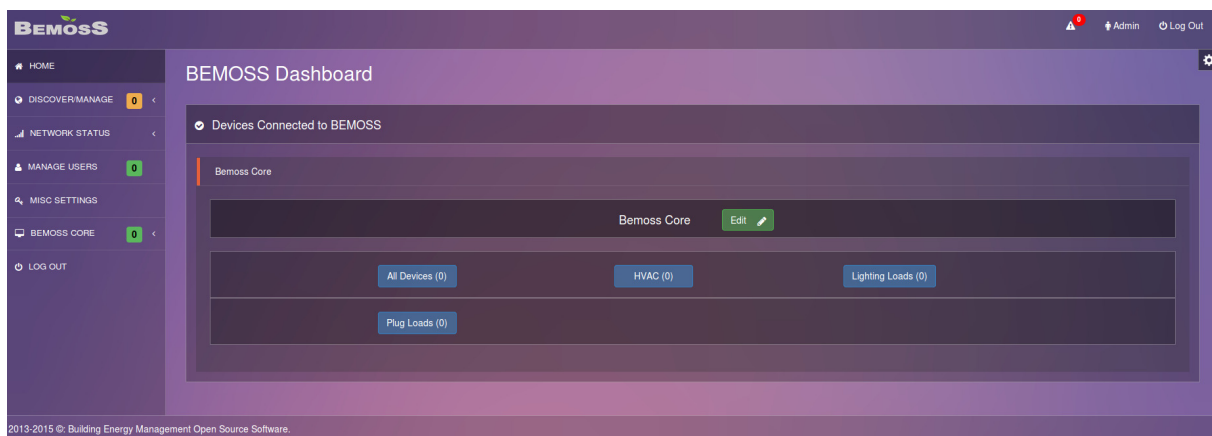 BEMOSS
0
Admin
Log Out
HOME
DISCOVER/MANAGE 0
NETWORK STATUS
MANAGE USERS 0
MISC SETTINGS
BEMOSS CORE 0
LOG OUT
BEMOSS Dashboard
Devices Connected to BEMOSS
Bemoss Core
Bemoss Core Edit
All Devices (0) HVAC (0) Lighting Loads (0)
Plug Loads (0)
2013-2015 ©: Building Energy Management Open Source Software.